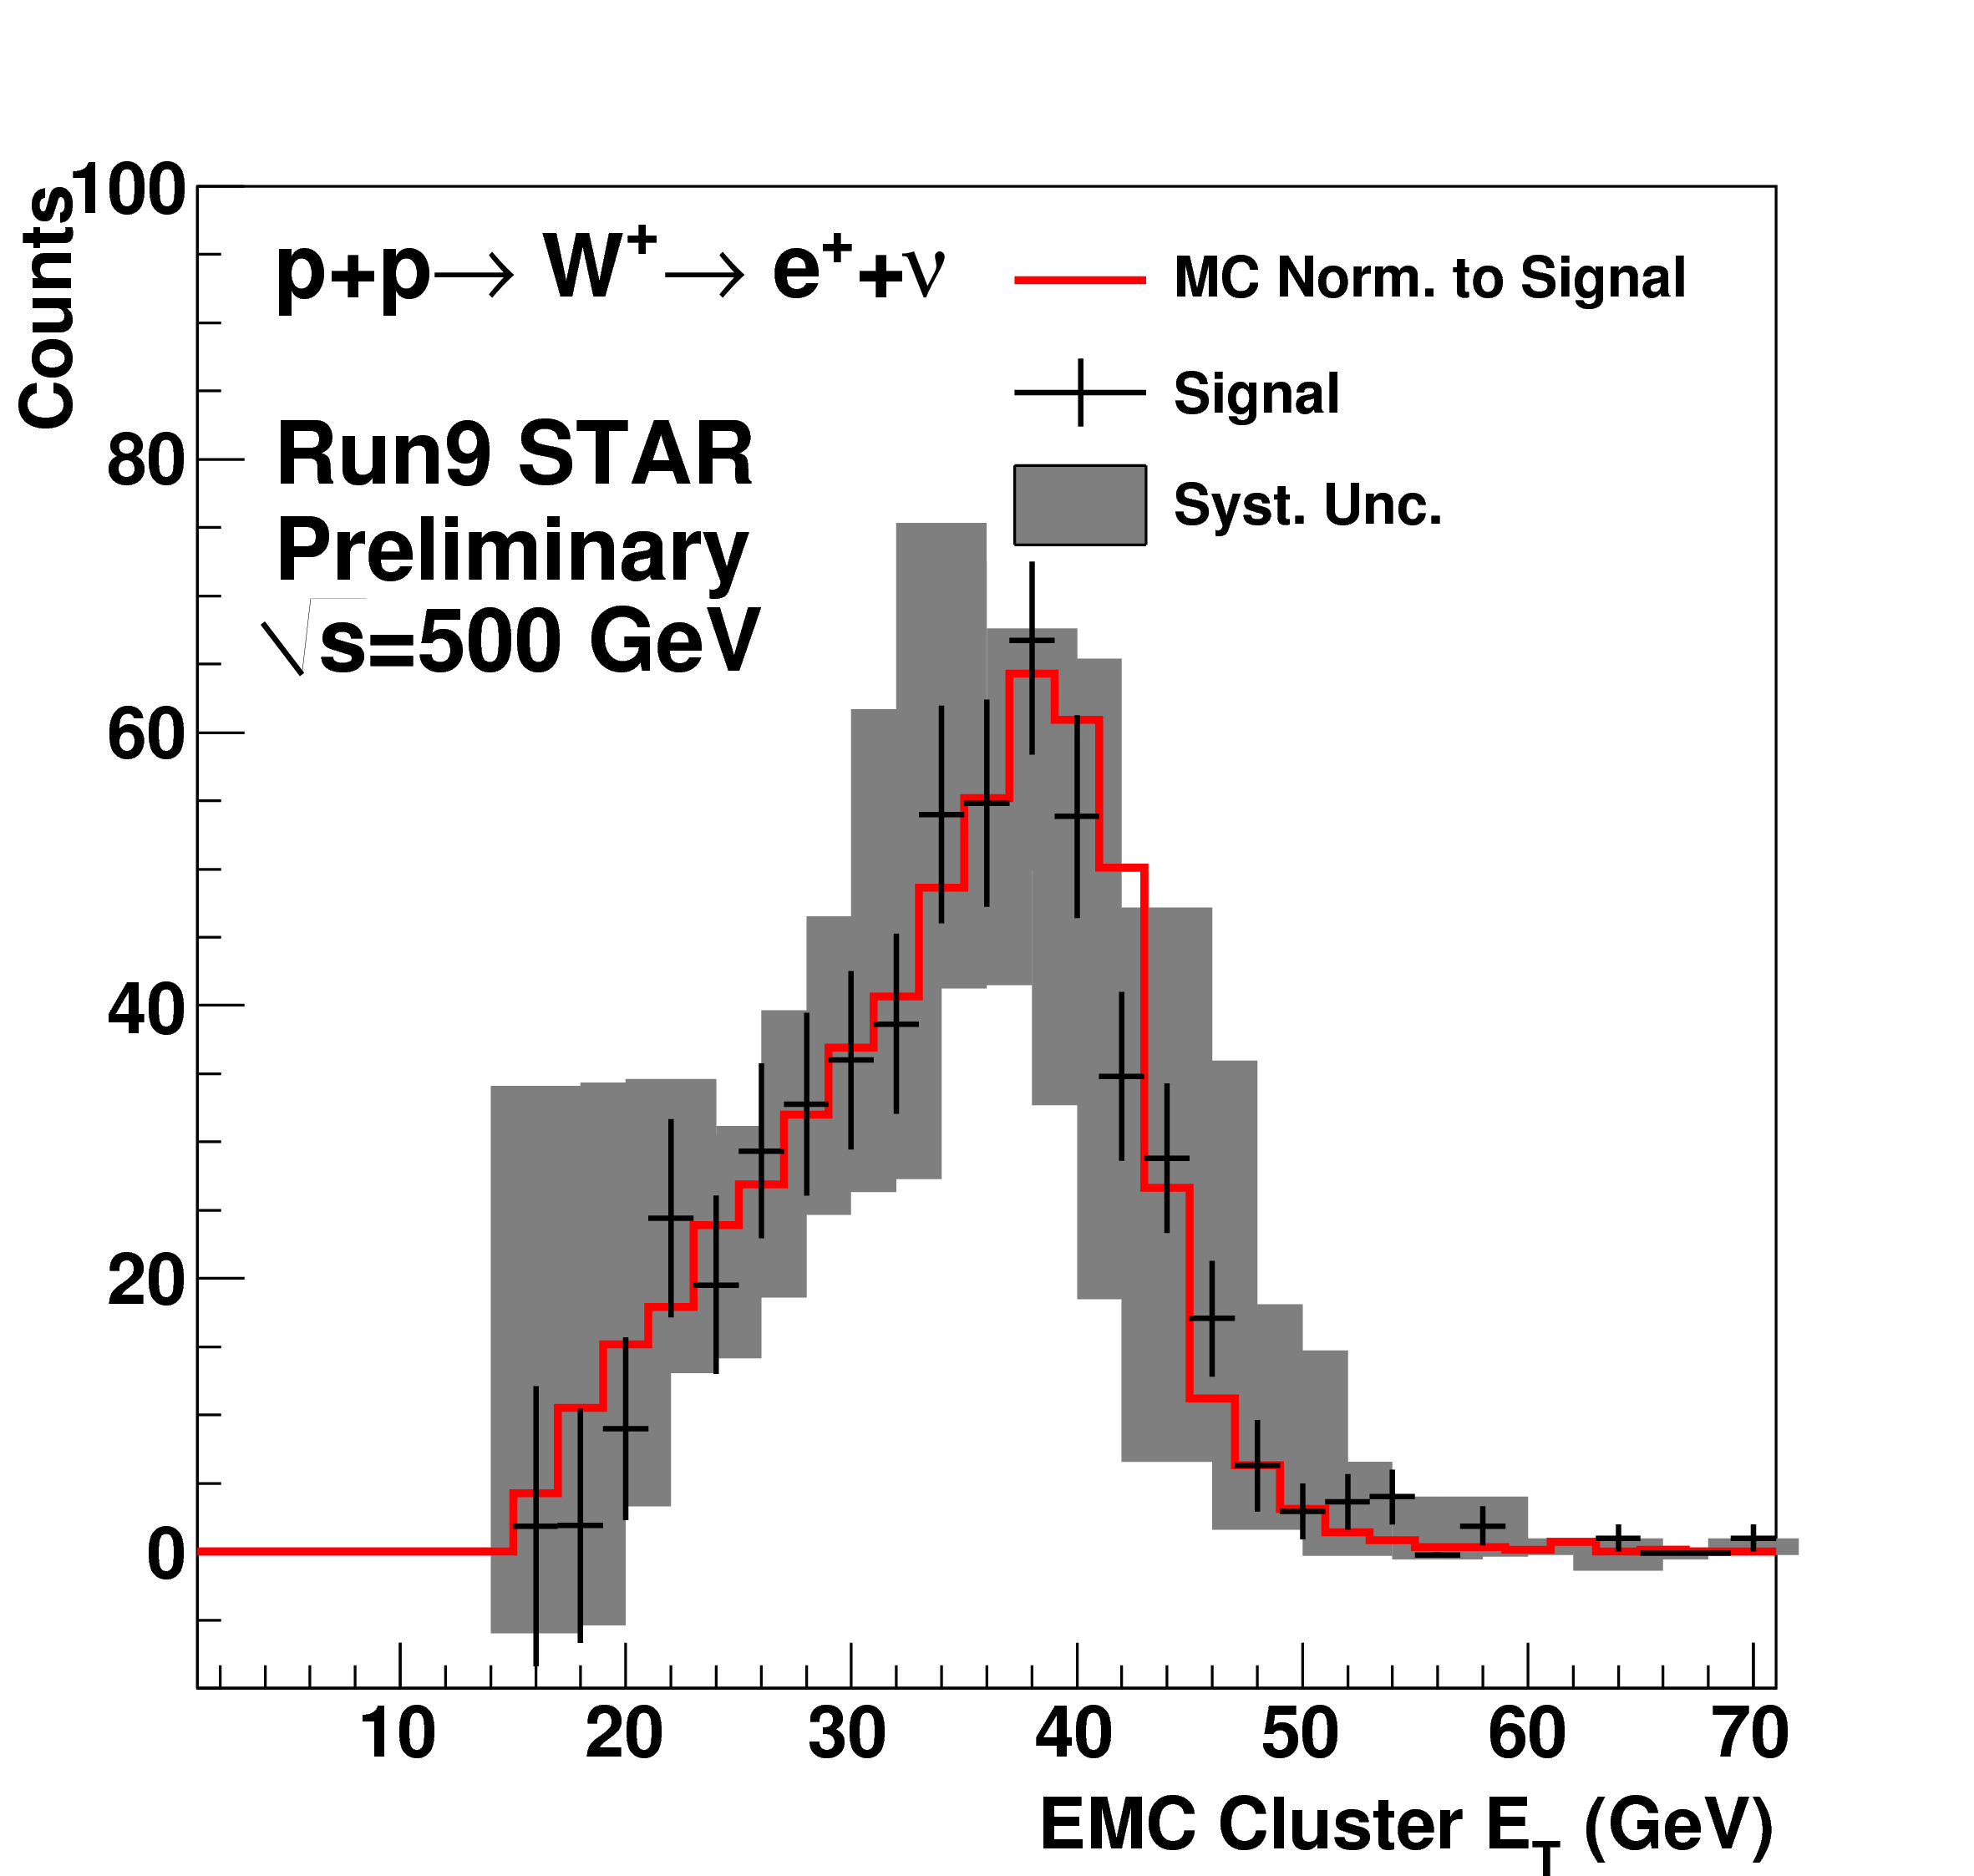 Counts
100
80
60
40
20
0
p+p→ W⁺→ e⁺+ν
Run9 STAR
Preliminary
√s=500 GeV
MC Norm. to Signal
Signal
Syst. Unc.
10 20 30 40 50 60 70
EMC Cluster E_T (GeV)